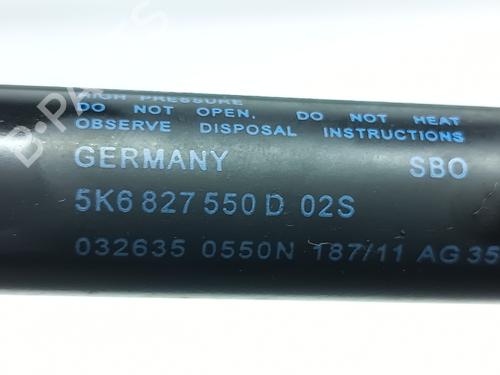 HIGH PRESSURE
DO NOT OPEN. DO NOT HEAT
OBSERVE DISPOSAL INSTRUCTIONS
GERMANY SBO
5K6 827 550 D 02S
032635 0550N 187/11 AG 35